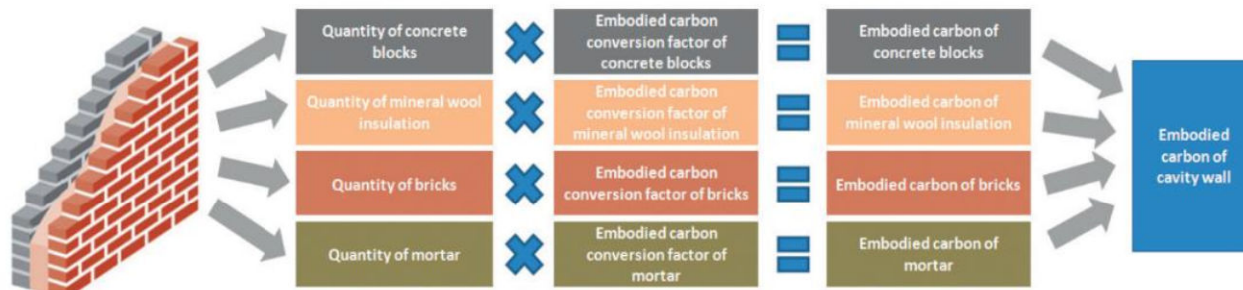 Quantity of concrete
blocks
Embodied carbon
conversion factor of
concrete blocks
Embodied carbon of
concrete blocks
Quantity of mineral wool
insulation
Embodied carbon
conversion factor of
mineral wool insulation
Embodied carbon of
mineral wool insulation
Quantity of bricks
Embodied carbon
conversion factor of bricks
Embodied carbon of bricks
Quantity of mortar
Embodied carbon
conversion factor of
mortar
Embodied carbon of
mortar
Embodied
carbon of
cavity wall